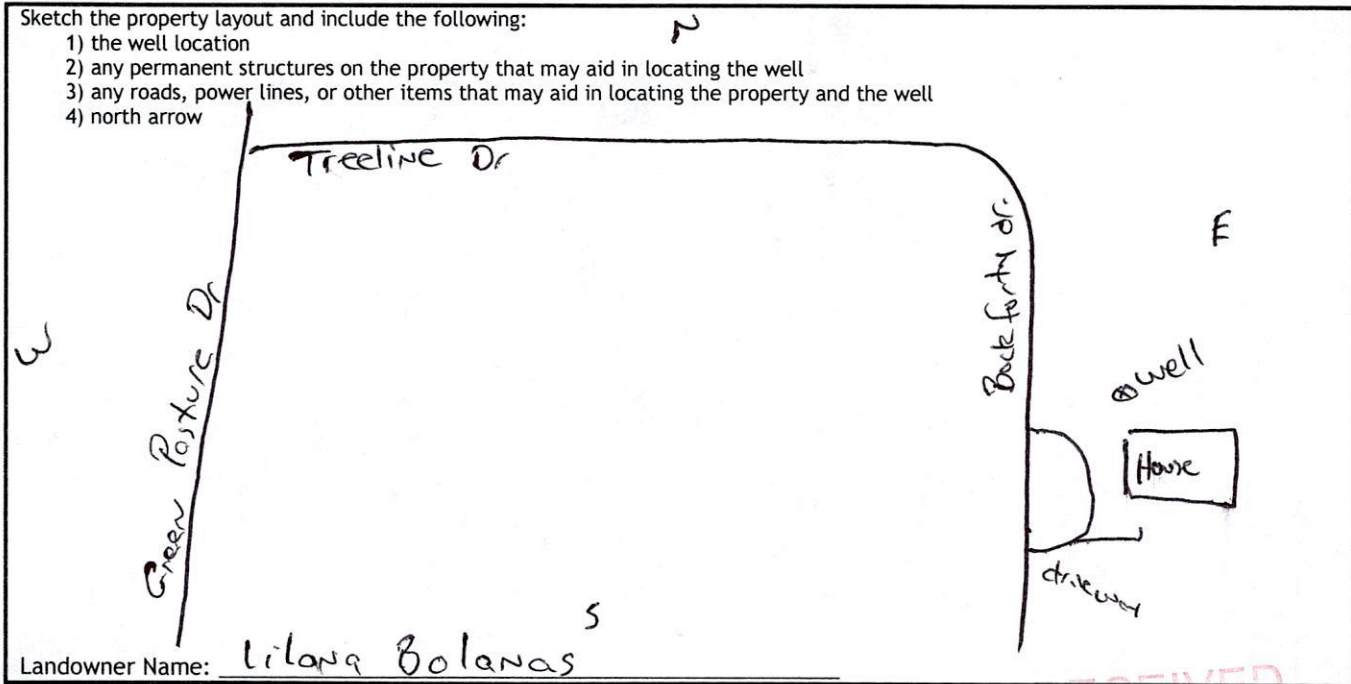 Sketch the property layout and include the following:
1) the well location
2) any permanent structures on the property that may aid in locating the well
3) any roads, power lines, or other items that may aid in locating the property and the well
4) north arrow
N
Treeline Dr
E
Back forty dr.
W
Green Pasture Dr
well
House
driveway
S
Landowner Name: Lilana Bolanas
RECEIVED